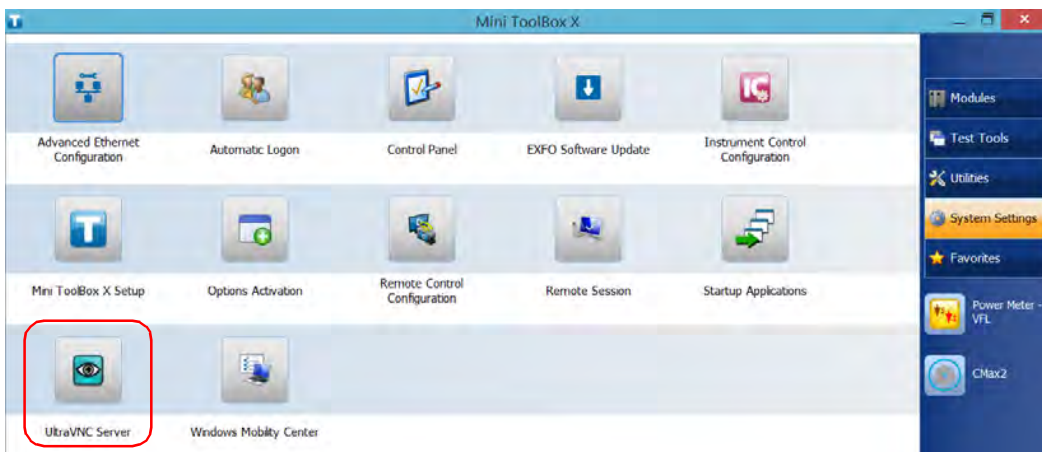 Mini ToolBox X
Advanced Ethernet
Configuration
Automatic Logon
Control Panel
EXFO Software Update
Instrument Control
Configuration
Mini ToolBox X Setup
Options Activation
Remote Control
Configuration
Remote Session
Startup Applications
UltraVNC Server
Windows Mobility Center
Modules
Test Tools
Utilities
System Settings
Favorites
Power Meter -
VFL
CMax2